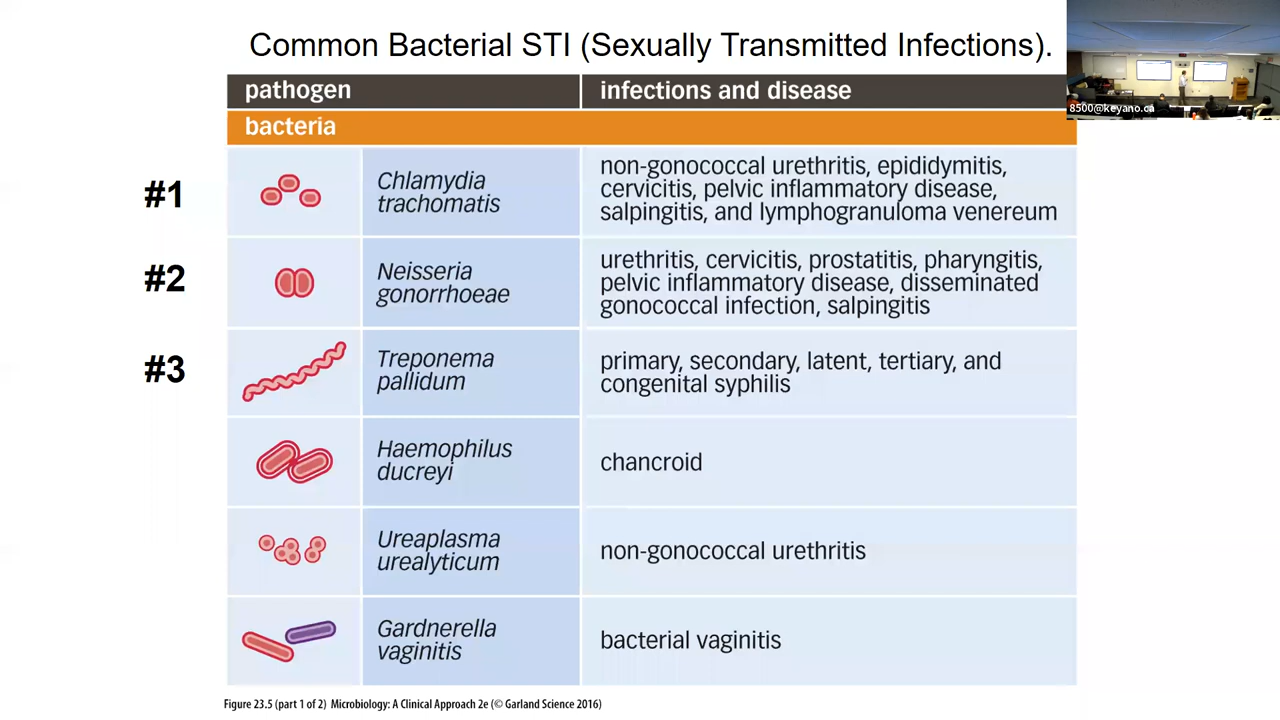 Common Bacterial STI (Sexually Transmitted Infections).
8500@keyano.ca
pathogen
infections and disease
bacteria
#1
Chlamydia
trachomatis
non-gonococcal urethritis, epididymitis,
cervicitis, pelvic inflammatory disease,
salpingitis, and lymphogranuloma venereum
#2
Neisseria
gonorrhoeae
urethritis, cervicitis, prostatitis, pharyngitis,
pelvic inflammatory disease, disseminated
gonococcal infection, salpingitis
#3
Treponema
pallidum
primary, secondary, latent, tertiary, and
congenital syphilis
Haemophilus
ducreyi
chancroid
Ureaplasma
urealyticum
non-gonococcal urethritis
Gardnerella
vaginitis
bacterial vaginitis
Figure 23.5 (part 1 of 2) Microbiology: A Clinical Approach 2e (© Garland Science 2016)